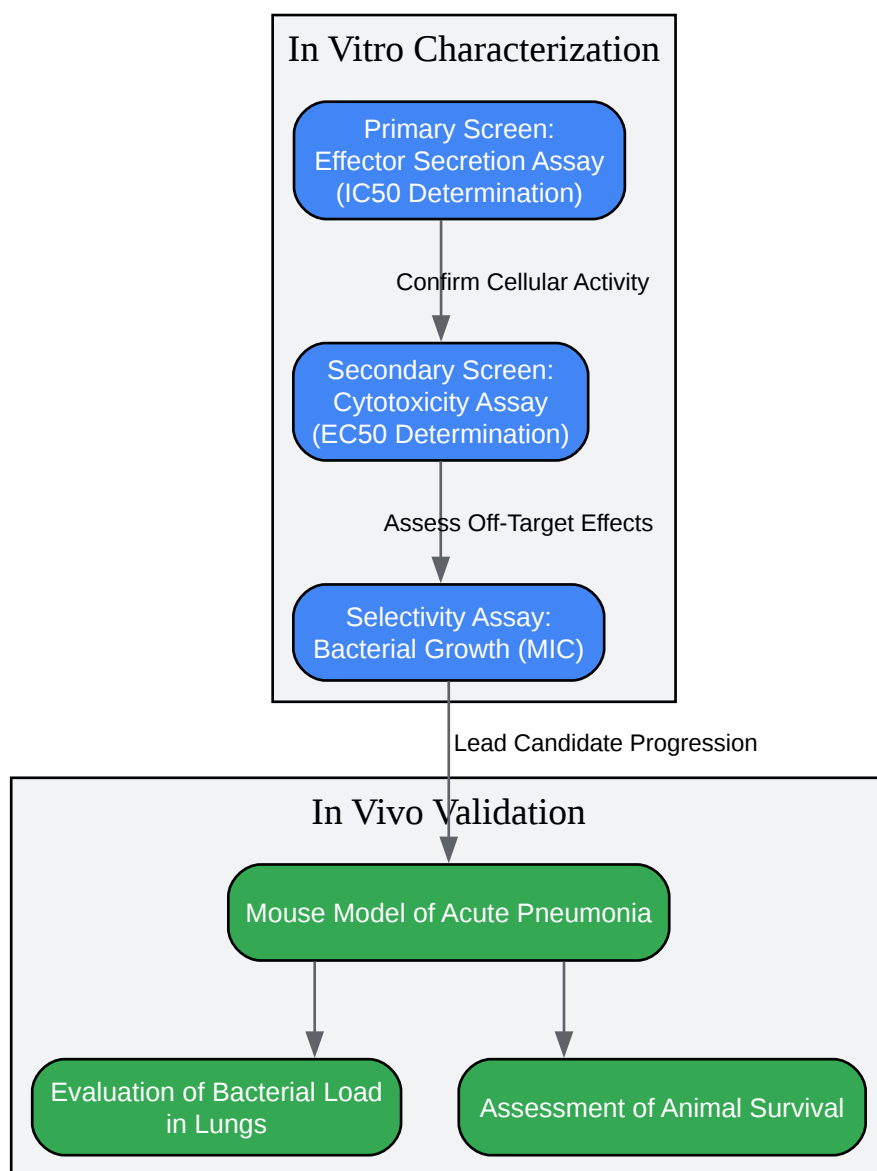 In Vitro Characterization
Primary Screen:
Effector Secretion Assay
(IC50 Determination)
Confirm Cellular Activity
Secondary Screen:
Cytotoxicity Assay
(EC50 Determination)
Assess Off-Target Effects
Selectivity Assay:
Bacterial Growth (MIC)
Lead Candidate Progression
In Vivo Validation
Mouse Model of Acute Pneumonia
Evaluation of Bacterial Load
in Lungs
Assessment of Animal Survival